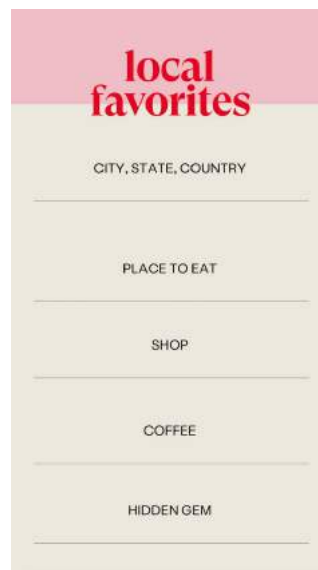 local
favorites
CITY, STATE, COUNTRY
PLACE TO EAT
SHOP
COFFEE
HIDDEN GEM